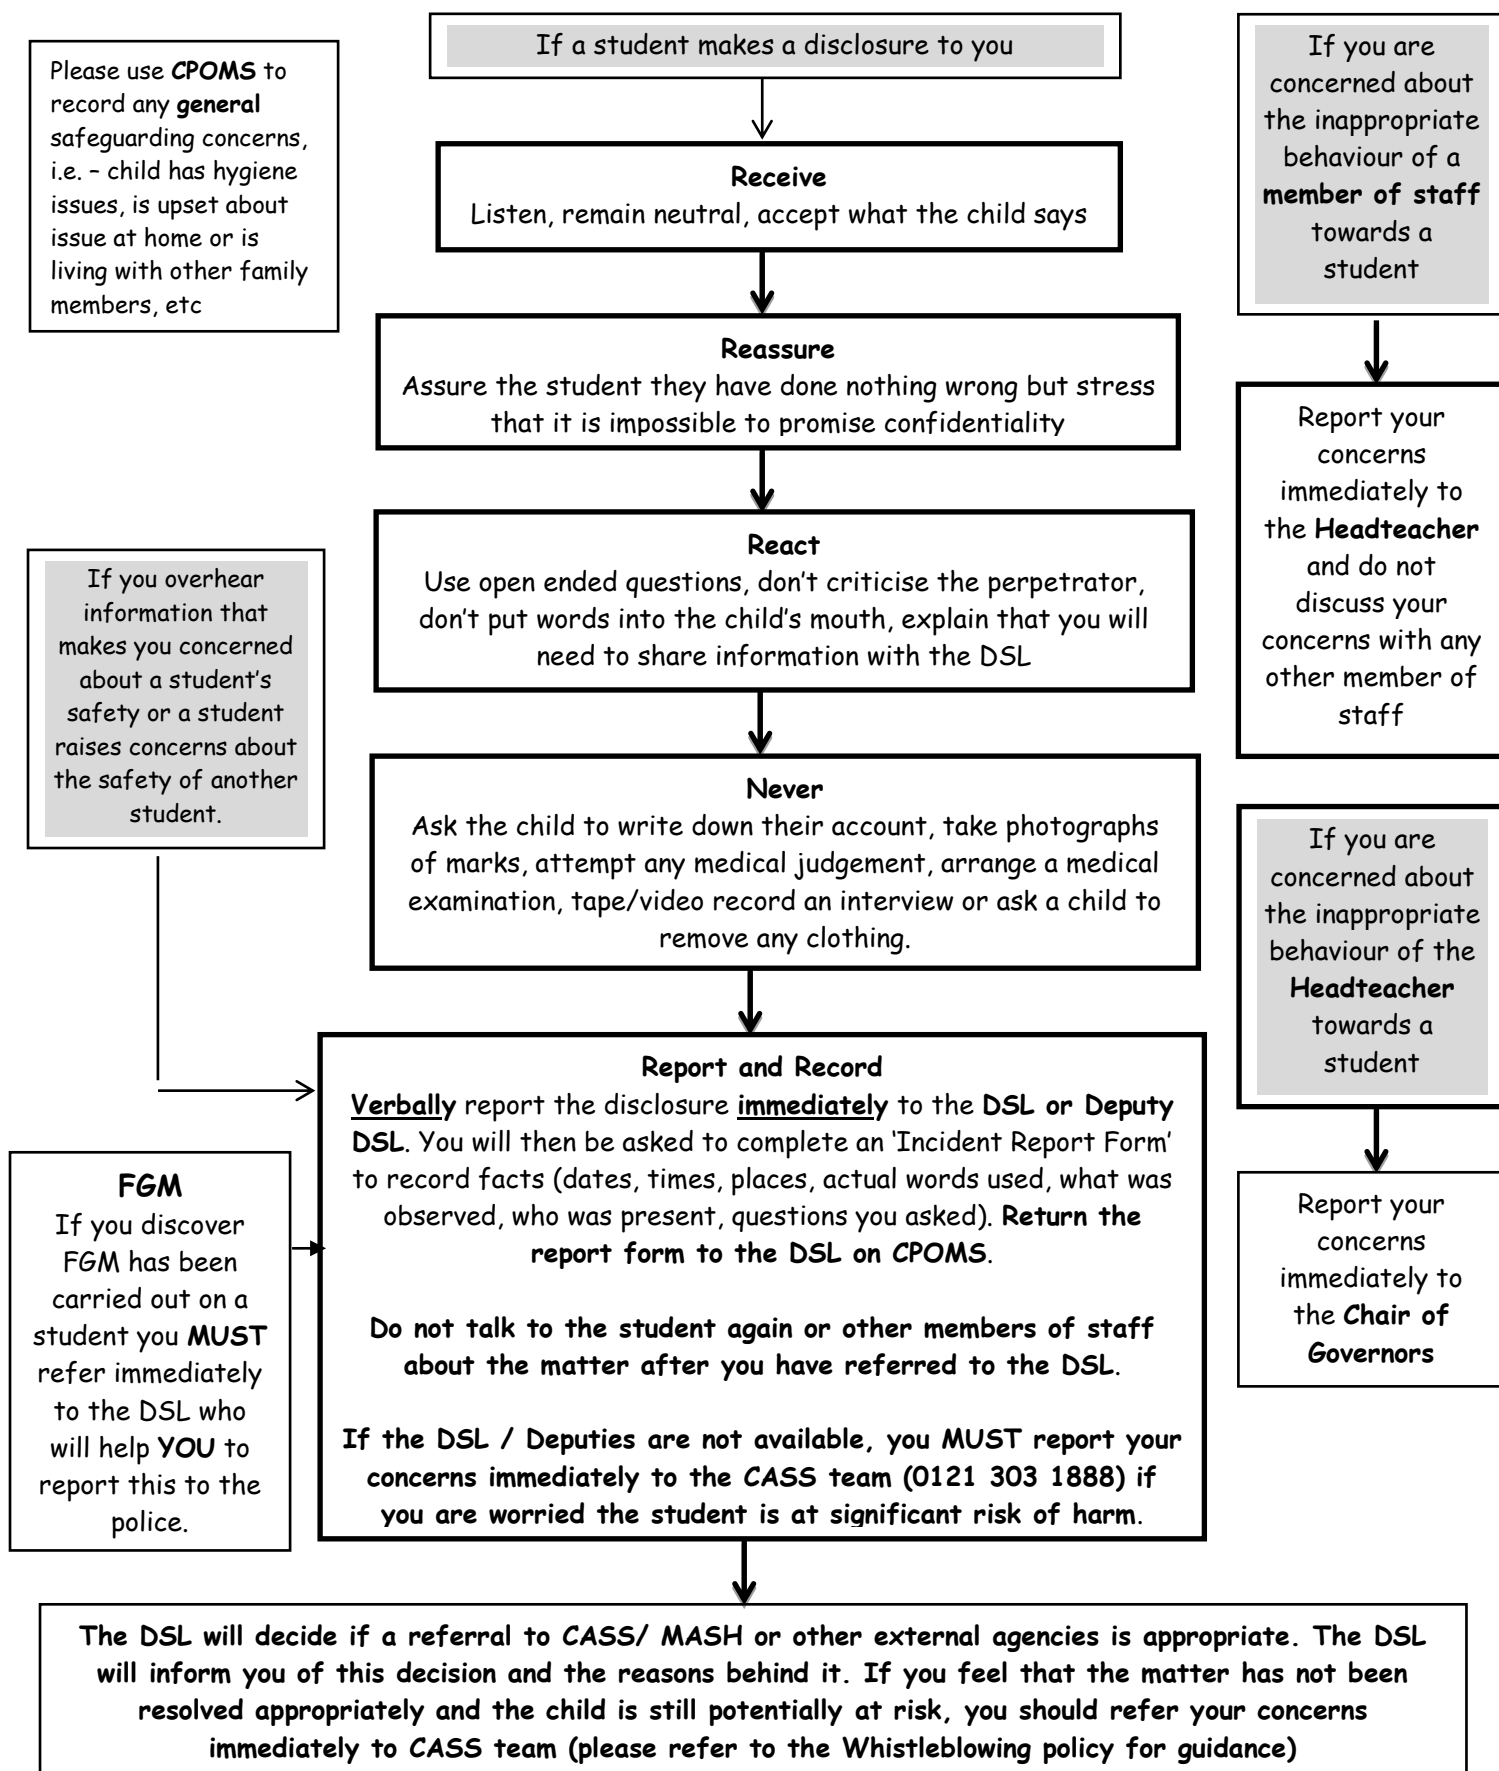 Please use CPOMS to
record any general
safeguarding concerns,
i.e. – child has hygiene
issues, is upset about
issue at home or is
living with other family
members, etc
If a student makes a disclosure to you
Receive
Listen, remain neutral, accept what the child says
Reassure
Assure the student they have done nothing wrong but stress
that it is impossible to promise confidentiality
React
Use open ended questions, don’t criticise the perpetrator,
don’t put words into the child’s mouth, explain that you will
need to share information with the DSL
Never
Ask the child to write down their account, take photographs
of marks, attempt any medical judgement, arrange a medical
examination, tape/video record an interview or ask a child to
remove any clothing.
If you overhear
information that
makes you concerned
about a student’s
safety or a student
raises concerns about
the safety of another
student.
FGM
If you discover
FGM has been
carried out on a
student you MUST
refer immediately
to the DSL who
will help YOU to
report this to the
police.
Report and Record
Verbally report the disclosure immediately to the DSL or Deputy
DSL. You will then be asked to complete an ‘Incident Report Form’
to record facts (dates, times, places, actual words used, what was
observed, who was present, questions you asked). Return the
report form to the DSL on CPOMS.
Do not talk to the student again or other members of staff
about the matter after you have referred to the DSL.
If the DSL / Deputies are not available, you MUST report your
concerns immediately to the CASS team (0121 303 1888) if
you are worried the student is at significant risk of harm.
If you are
concerned about
the inappropriate
behaviour of a
member of staff
towards a
student
Report your
concerns
immediately to
the Headteacher
and do not
discuss your
concerns with any
other member of
staff
If you are
concerned about
the inappropriate
behaviour of the
Headteacher
towards a
student
Report your
concerns
immediately to
the Chair of
Governors
The DSL will decide if a referral to CASS/ MASH or other external agencies is appropriate. The DSL
will inform you of this decision and the reasons behind it. If you feel that the matter has not been
resolved appropriately and the child is still potentially at risk, you should refer your concerns
immediately to CASS team (please refer to the Whistleblowing policy for guidance)